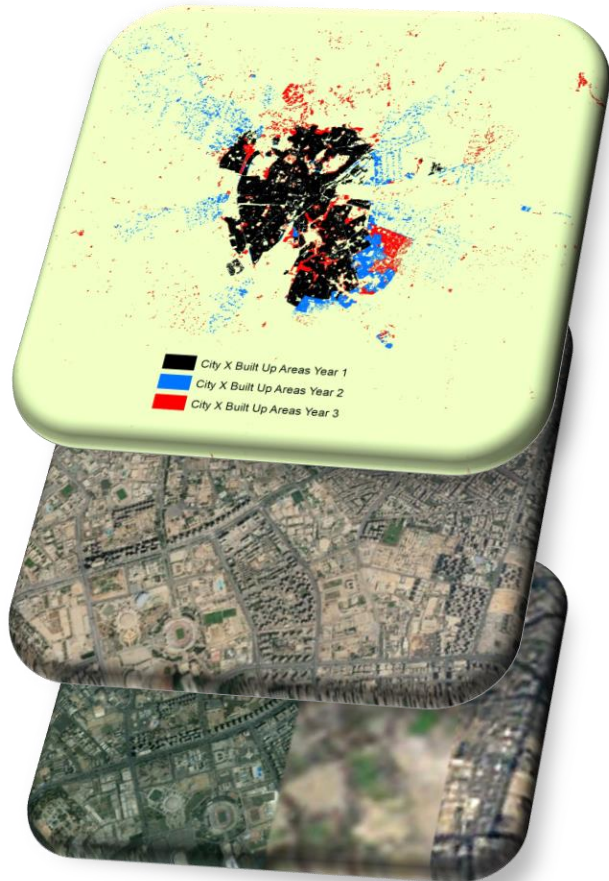 City X Built Up Areas Year 1
City X Built Up Areas Year 2
City X Built Up Areas Year 3